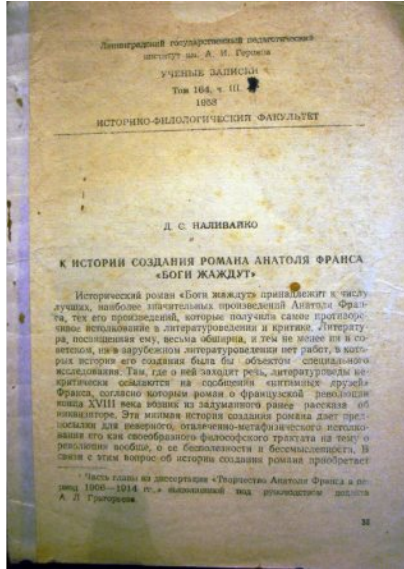 Ленинградский государственный педагогический
институт им. А. И. Герцена
УЧЕНЫЕ ЗАПИСКИ
Том 164, ч. III.
1958
ИСТОРИКО-ФИЛОЛОГИЧЕСКИЙ ФАКУЛЬТЕТ
Д. С. НАЛИВАЙКО
К ИСТОРИИ СОЗДАНИЯ РОМАНА АНАТОЛЯ ФРАНСА
«БОГИ ЖАЖДУТ»
Исторический роман «Боги жаждут» принадлежит к числу
лучших, наиболее значительных произведений Анатоля Фран-
са, тех его произведений, которые получили самое противоре-
чивое истолкование в литературоведении и критике. Литерату-
ра, посвященная ему, весьма обширна, и тем не менее ни в со-
ветском, ни в зарубежном литературоведении нет работ, в кото-
рых история его создания была бы объектом специального
исследования. Там, где о ней заходит речь, литературоведы не-
критически ссылаются на сообщения «интимных друзей»
Франса, согласно которым роман о французской революции
конца XVIII века возник из задуманного ранее рассказа об
инквизиторе. Эта мнимая история создания романа дает пред-
посылки для неверного, отвлеченно-метафизического истолко-
вания его как своеобразного философского трактата на тему о
революции вообще, о ее бесполезности и бессмысленности. В
связи с этим вопрос об истории создания романа приобретает
Часть главы из диссертации «Творчество Анатоля Франса в пе-
риод 1906—1914 гг.» выполненной под руководством доцента
А. Л. Григорьева.